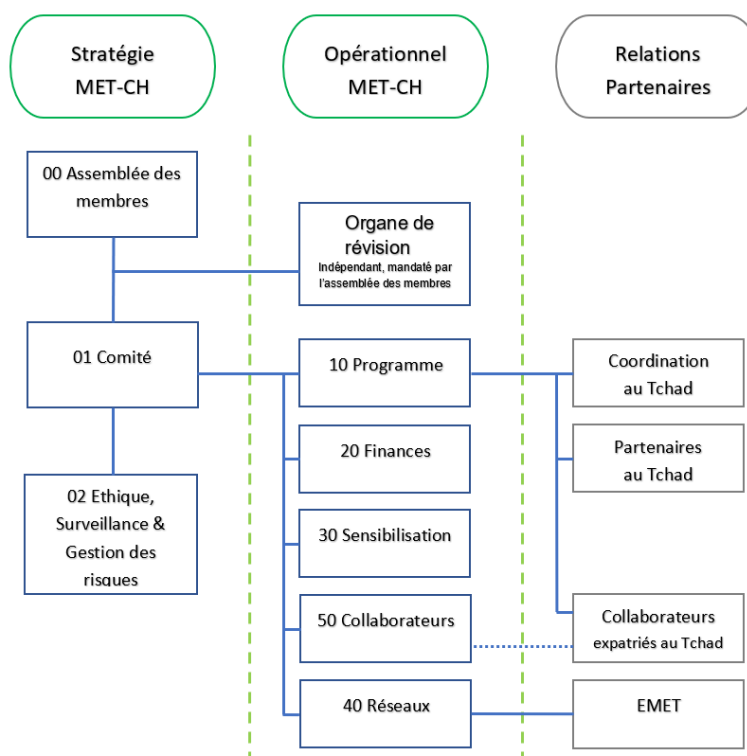 Stratégie
MET-CH
Opérationnel
MET-CH
Relations
Partenaires
00 Assemblée des
membres
Organe de
révision
Indépendant, mandaté par
l'assemblée des membres
01 Comité
10 Programme
Coordination
au Tchad
20 Finances
Partenaires
au Tchad
02 Ethique,
Surveillance &
Gestion des
risques
30 Sensibilisation
50 Collaborateurs
Collaborateurs
expatriés au Tchad
40 Réseaux
EMET